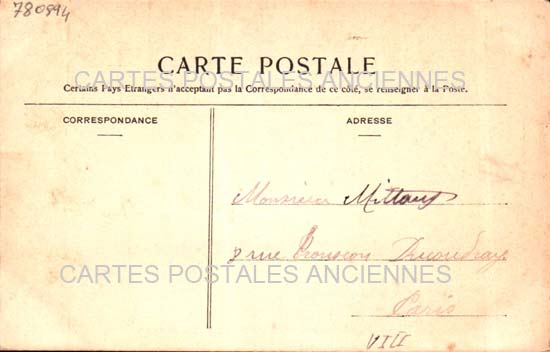 780994
CARTE POSTALE
CARTES POSTALES ANCIENNES
Certains Pays Etrangers n'acceptant pas la Correspondance de ce côté, se renseigner à la Poste.
CORRESPONDANCE
ADRESSE
Monsieur
rue
CARTES POSTALES ANCIENNES
Paris
VIII